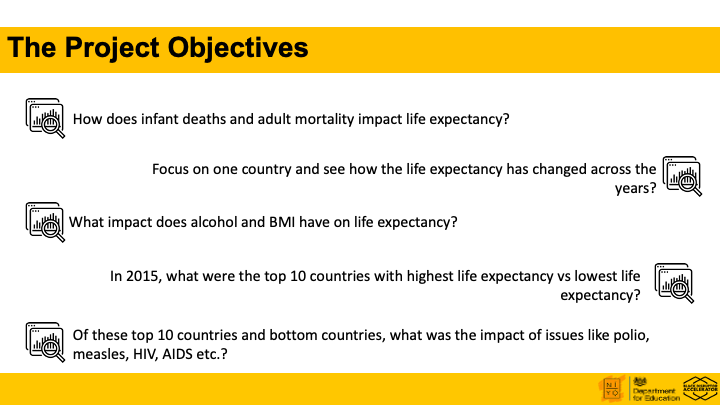 The Project Objectives
How does infant deaths and adult mortality impact life expectancy?
Focus on one country and see how the life expectancy has changed across the
years?
What impact does alcohol and BMI have on life expectancy?
In 2015, what were the top 10 countries with highest life expectancy vs lowest life
expectancy?
Of these top 10 countries and bottom countries, what was the impact of issues like polio,
measles, HIV, AIDS etc.?
NI
YO
Department
for Education
BLACK DISRUPTOR
ACCELERATOR